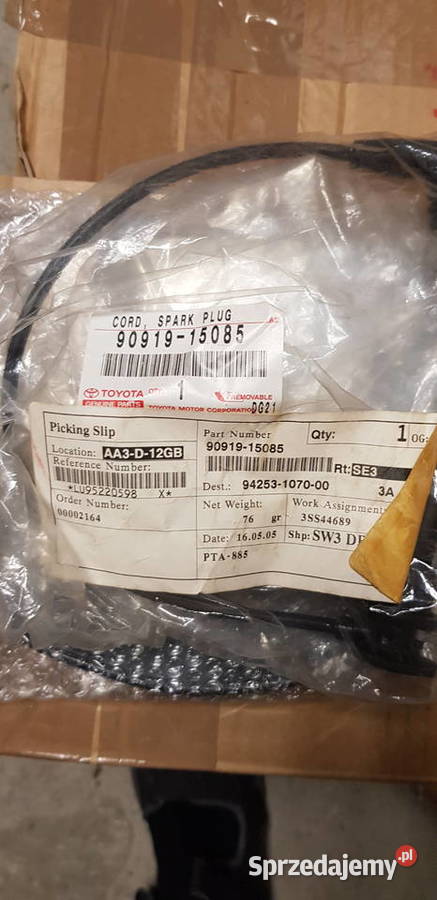 CORD, SPARK PLUG
90919-15085
TOYOTA
GENUINE PARTS
1
REMOVABLE
TOYOTA MOTOR CORPORATION
DG21
Picking Slip
Location: AA3-D-12GB
Reference Number:
*LU95220598 X*
Order Number:
00002164
Part Number
90919-15085
Qty: 1
OG:
Rt: SE3
Dest.: 94253-1070-00 3A
Net Weight: 76 gr
Work Assignment
3SS44689
Date: 16.05.05
Shp: SW3 DE
PTA-885
Sprzedajemy.pl